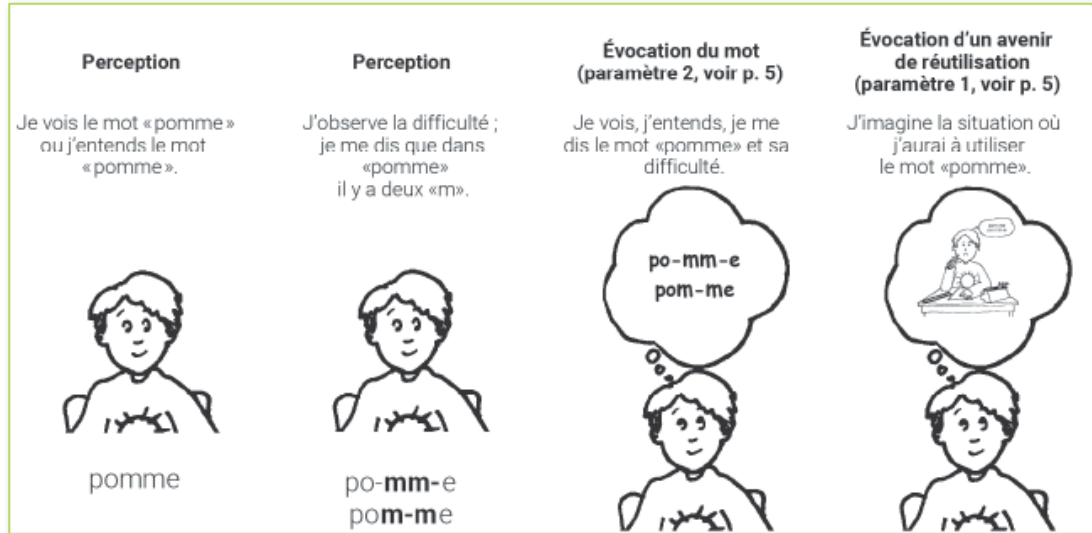 Perception
Je vois le mot «pomme»
ou j'entends le mot
«pomme».
pomme
Perception
J'observe la difficulté ;
je me dis que dans
«pomme»
il y a deux «m».
po-mm-e
pom-me
Évocation du mot
(paramètre 2, voir p. 5)
Je vois, j'entends, je me
dis le mot «pomme» et sa
difficulté.
po-mm-e
pom-me
Évocation d'un avenir
de réutilisation
(paramètre 1, voir p. 5)
J'imagine la situation où
j'aurai à utiliser
le mot «pomme».